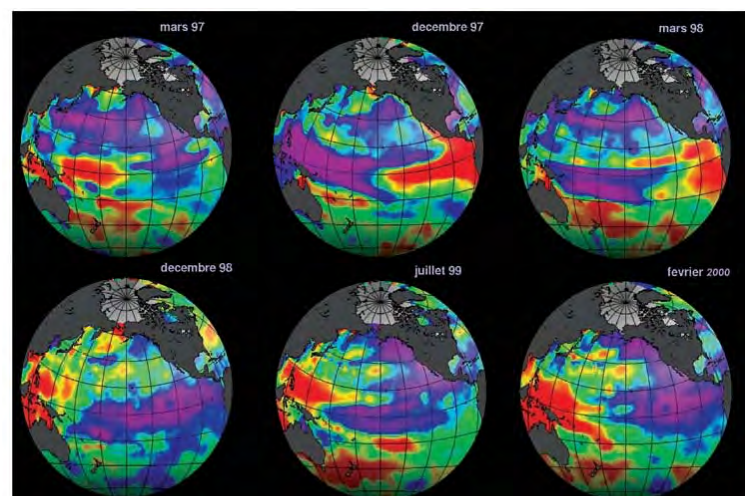 mars 97
decembre 97
mars 98
decembre 98
juillet 99
fevrier 2000